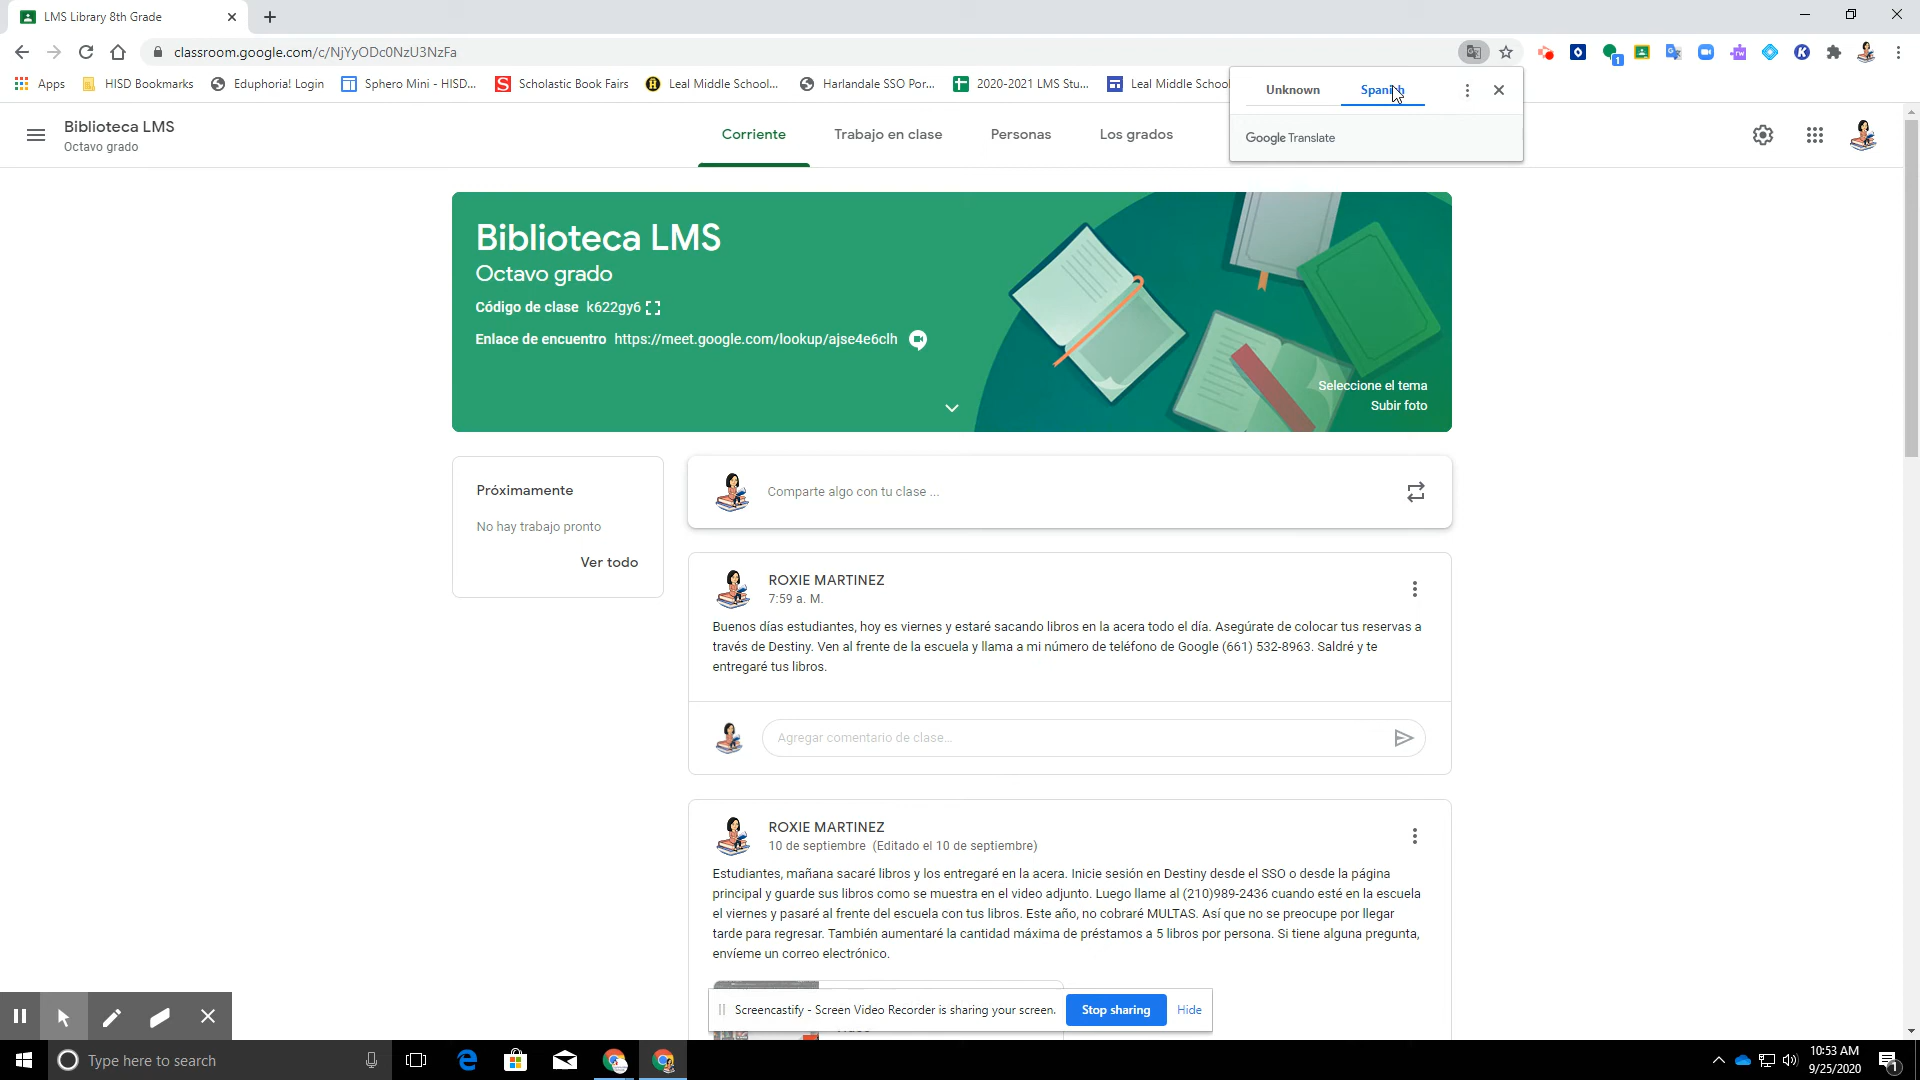 LMS Library 8th Grade
classroom.google.com/c/NjYyODc0NzU3NzFa
Apps HISD Bookmarks Eduphoria! Login Sphero Mini - HISD... Scholastic Book Fairs Leal Middle School... Harlandale SSO Por... 2020-2021 LMS Stu... Leal Middle School
Unknown Spanish
Google Translate
Biblioteca LMS
Octavo grado
Corriente Trabajo en clase Personas Los grados
Biblioteca LMS
Octavo grado
Código de clase k622gy6
Enlace de encuentro https://meet.google.com/lookup/ajse4e6clh
Seleccione el tema
Subir foto
Próximamente
No hay trabajo pronto
Ver todo
Comparte algo con tu clase ...
ROXIE MARTINEZ
7:59 a. M.
Buenos días estudiantes, hoy es viernes y estaré sacando libros en la acera todo el día. Asegúrate de colocar tus reservas a
través de Destiny. Ven al frente de la escuela y llama a mi número de teléfono de Google (661) 532-8963. Saldré y te
entregaré tus libros.
Agregar comentario de clase...
ROXIE MARTINEZ
10 de septiembre (Editado el 10 de septiembre)
Estudiantes, mañana sacaré libros y los entregaré en la acera. Inicie sesión en Destiny desde el SSO o desde la página
principal y guarde sus libros como se muestra en el video adjunto. Luego llame al (210)989-2436 cuando esté en la escuela
el viernes y pasaré al frente del escuela con tus libros. Este año, no cobraré MULTAS. Así que no se preocupe por llegar
tarde para regresar. También aumentaré la cantidad máxima de préstamos a 5 libros por persona. Si tiene alguna pregunta,
envíeme un correo electrónico.
Screencastify - Screen Video Recorder is sharing your screen. Stop sharing Hide
Type here to search
10:53 AM
9/25/2020